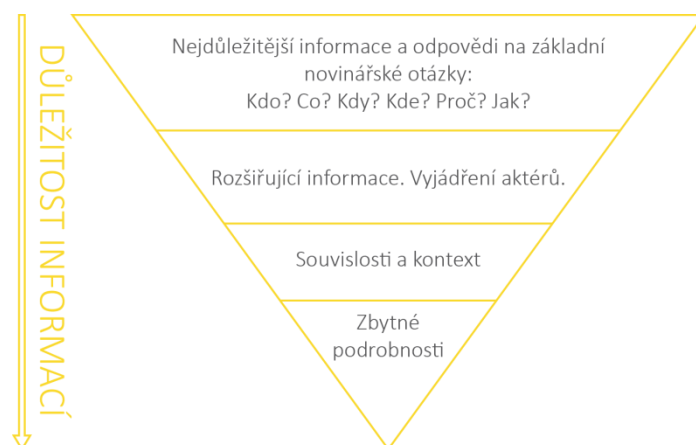 DŮLEŽITOST INFORMACÍ
Nejdůležitější informace a odpovědi na základní
novinářské otázky:
Kdo? Co? Kdy? Kde? Proč? Jak?
Rozšiřující informace. Vyjádření aktérů.
Souvislosti a kontext
Zbytné
podrobnosti